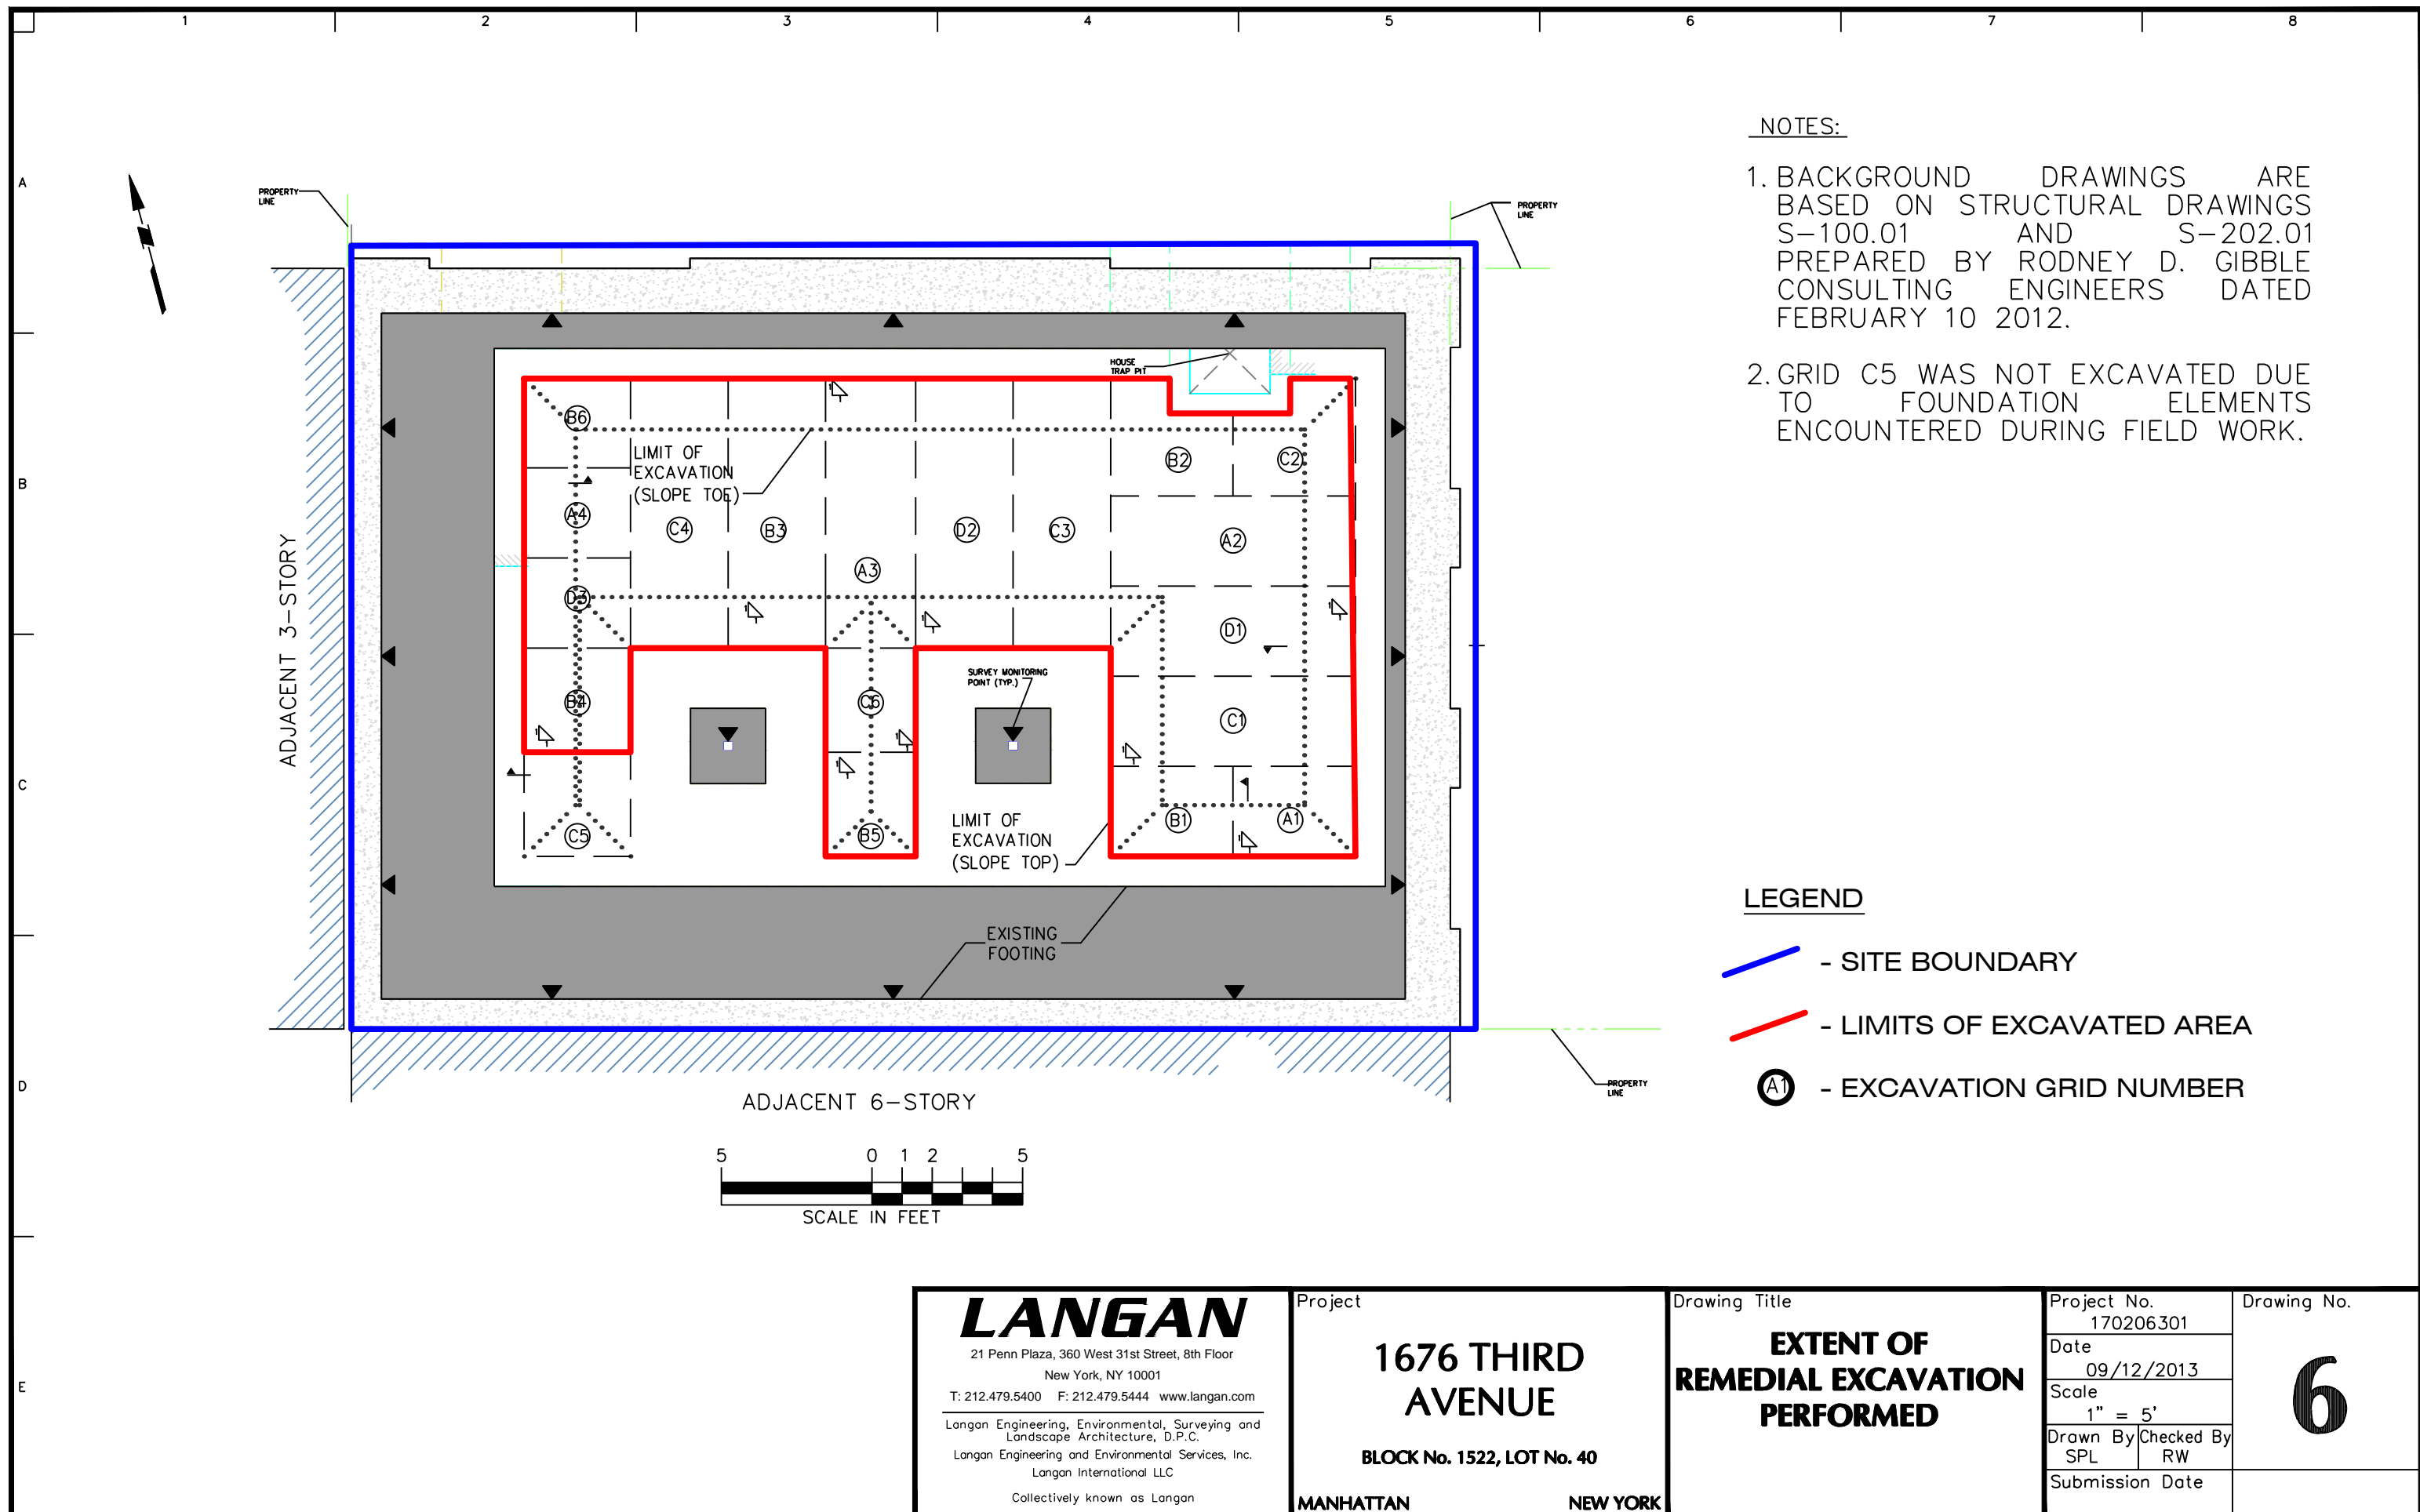 1 2 3 4 5 6 7 8
A
B
C
D
E
PROPERTY
LINE
PROPERTY
LINE
NOTES:
1. BACKGROUND DRAWINGS ARE
BASED ON STRUCTURAL DRAWINGS
S-100.01 AND S-202.01
PREPARED BY RODNEY D. GIBBLE
CONSULTING ENGINEERS DATED
FEBRUARY 10 2012.
2. GRID C5 WAS NOT EXCAVATED DUE
TO FOUNDATION ELEMENTS
ENCOUNTERED DURING FIELD WORK.
HOUSE
TRAP PIT
B6
LIMIT OF
EXCAVATION
(SLOPE TOE)
B2 C2
A4 C4 B3 D2 C3 A2
A3
D3 D1
1 1 1 1
ADJACENT 3-STORY
SURVEY MONITORING
POINT (TYP.)
B4 C6 C1
1 1 1 1
LIMIT OF
EXCAVATION
(SLOPE TOP)
C5 B5 B1 A1
1
EXISTING
FOOTING
PROPERTY
LINE
ADJACENT 6-STORY
5 0 1 2 5
SCALE IN FEET
LEGEND
- SITE BOUNDARY
- LIMITS OF EXCAVATED AREA
A1 - EXCAVATION GRID NUMBER
LANGAN
21 Penn Plaza, 360 West 31st Street, 8th Floor
New York, NY 10001
T: 212.479.5400 F: 212.479.5444 www.langan.com
Langan Engineering, Environmental, Surveying and
Landscape Architecture, D.P.C.
Langan Engineering and Environmental Services, Inc.
Langan International LLC
Collectively known as Langan
Project
1676 THIRD
AVENUE
BLOCK No. 1522, LOT No. 40
MANHATTAN NEW YORK
Drawing Title
EXTENT OF
REMEDIAL EXCAVATION
PERFORMED
Project No.
170206301
Date
09/12/2013
Scale
1" = 5'
Drawn By Checked By
SPL RW
Submission Date
Drawing No.
6